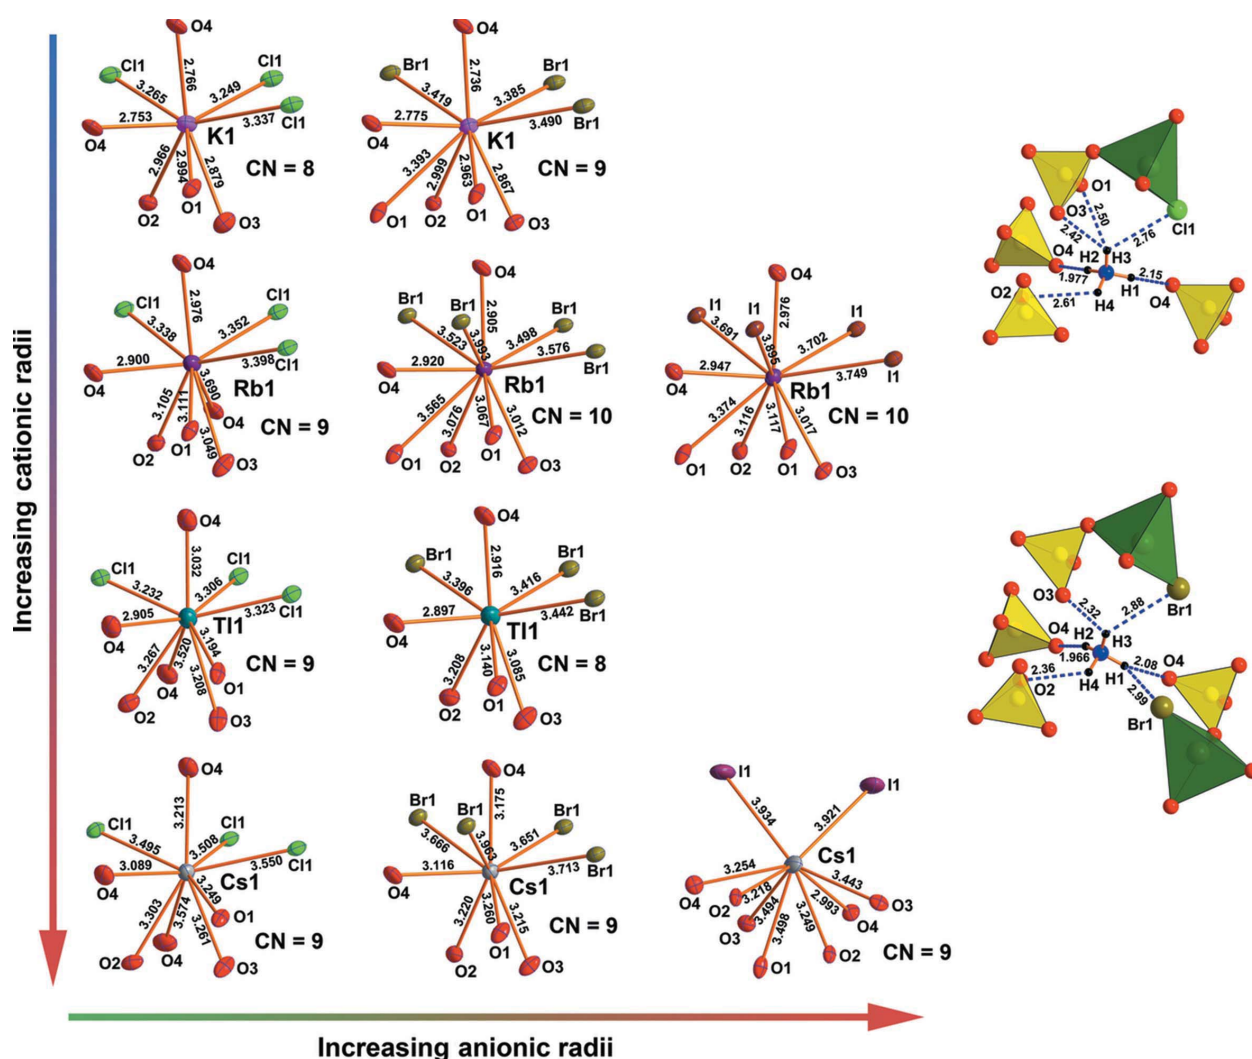 Increasing cationic radii
O4
Cl1
Cl1
2.766
3.265
3.249
Cl1
2.753
3.337
O4
K1
2.966
2.994
2.879
CN = 8
O2
O1
O3
O4
Br1
Br1
2.736
3.419
3.385
2.775
3.490
Br1
O4
K1
3.393
2.999
2.963
2.867
CN = 9
O1
O2
O1
O3
O4
Cl1
Cl1
2.976
3.338
3.352
Cl1
2.900
3.398
O4
Rb1
3.690
3.105
3.111
O4
3.049
CN = 9
O2
O1
O3
O4
Br1
Br1
Br1
2.905
3.523
3.993
3.498
2.920
3.576
Br1
O4
Rb1
3.565
3.076
3.067
3.012
CN = 10
O1
O2
O1
O3
O4
I1
I1
I1
2.976
3.691
3.895
3.702
2.947
3.749
I1
O4
Rb1
3.374
3.116
3.117
3.017
CN = 10
O1
O2
O1
O3
O4
Cl1
Cl1
3.032
3.232
3.306
Cl1
2.905
3.323
O4
Tl1
3.194
3.267
3.520
O4
3.208
O1
CN = 9
O2
O3
O4
Br1
Br1
2.916
3.396
3.416
2.897
3.442
Br1
O4
Tl1
3.208
3.140
3.085
CN = 8
O2
O1
O3
O4
Cl1
Cl1
Cl1
3.213
3.495
3.508
3.089
3.550
O4
Cs1
3.249
3.303
3.574
3.261
O1
CN = 9
O2
O4
O3
O4
Br1
Br1
Br1
3.175
3.666
3.963
3.651
3.116
3.713
Br1
O4
Cs1
3.220
3.260
3.215
CN = 9
O2
O1
O3
I1
I1
3.934
3.921
Cs1
3.254
3.218
3.443
O4
O2
3.494
2.993
O3
O4
O3
3.498
3.249
O1
O2
CN = 9
O1
O3
2.50
2.42
2.76
Cl1
O4
H2
H3
1.977
2.15
O2
2.61
H4
H1
O4
O3
2.32
2.88
Br1
O4
H2
H3
1.966
2.08
O4
2.36
O2
H4
H1
2.99
Br1
Increasing anionic radii